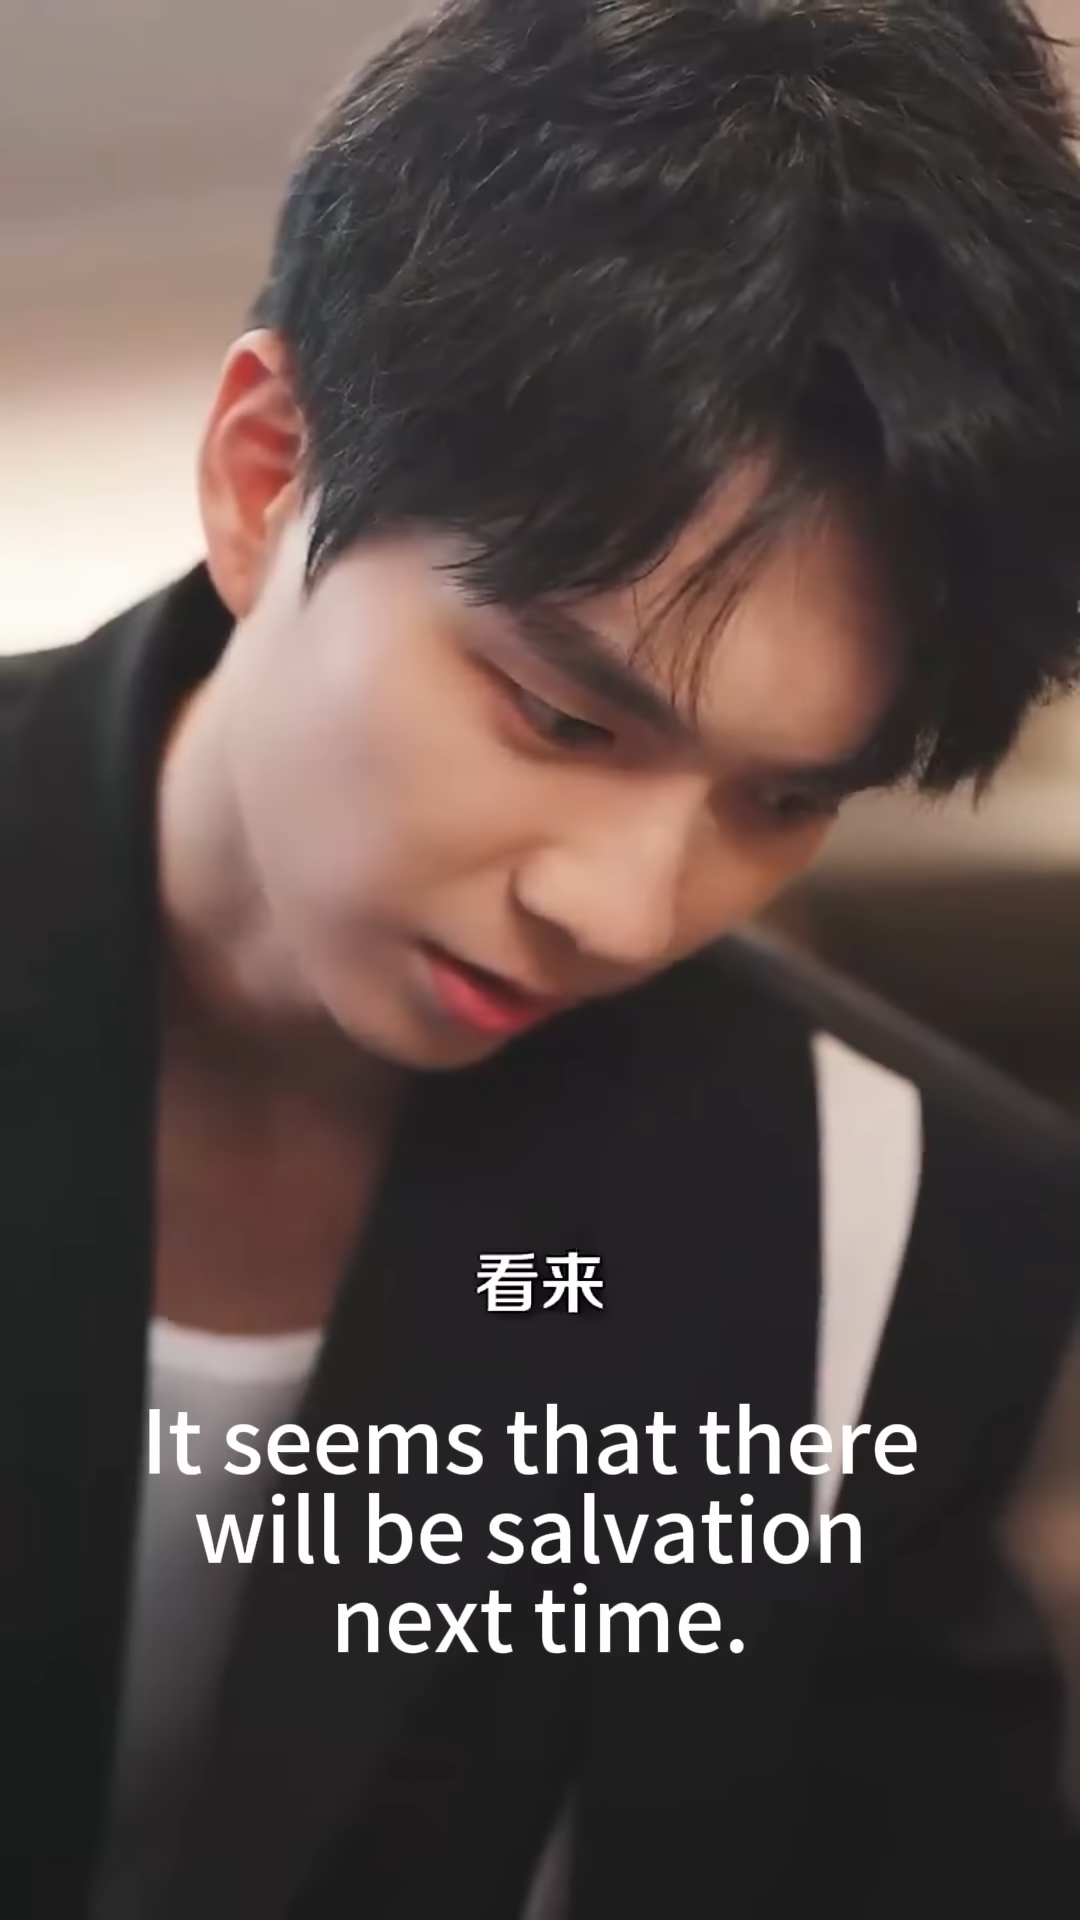 看来
It seems that there
will be salvation
next time.